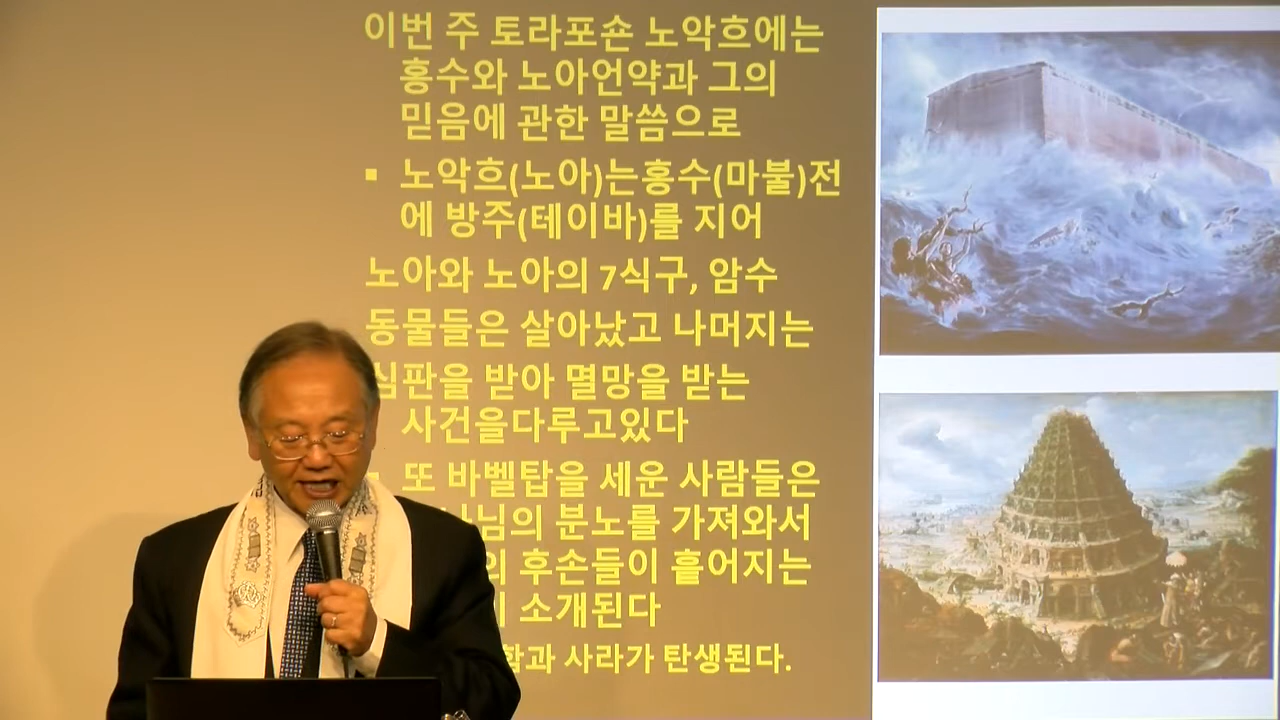 이번 주 토라포션 노악흐에는
홍수와 노아언약과 그의
믿음에 관한 말씀으로
▪ 노악흐(노아)는홍수(마불)전
에 방주(테이바)를 지어
노아와 노아의 7식구, 암수
동물들은 살아났고 나머지는
심판을 받아 멸망을 받는
사건을다루고있다
▪ 또 바벨탑을 세운 사람들은
분노를 가져와서
후손들이 흩어지는
소개된다
사라가 탄생된다.